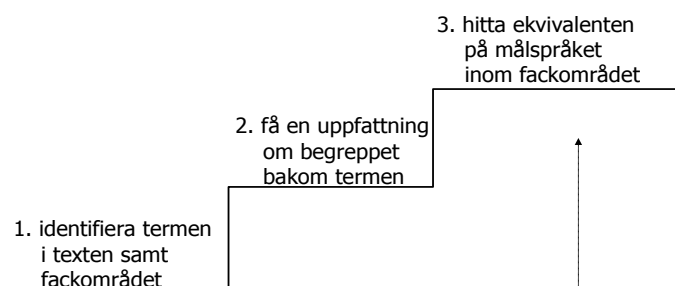 3. hitta ekvivalenten
på målspråket
inom fackområdet
2. få en uppfattning
om begreppet
bakom termen
1. identifiera termen
i texten samt
fackområdet